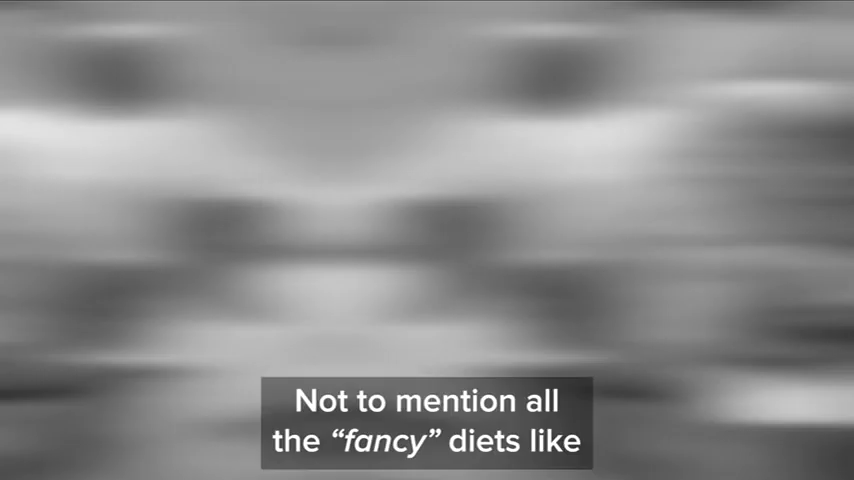 Not to mention all
the “fancy” diets like